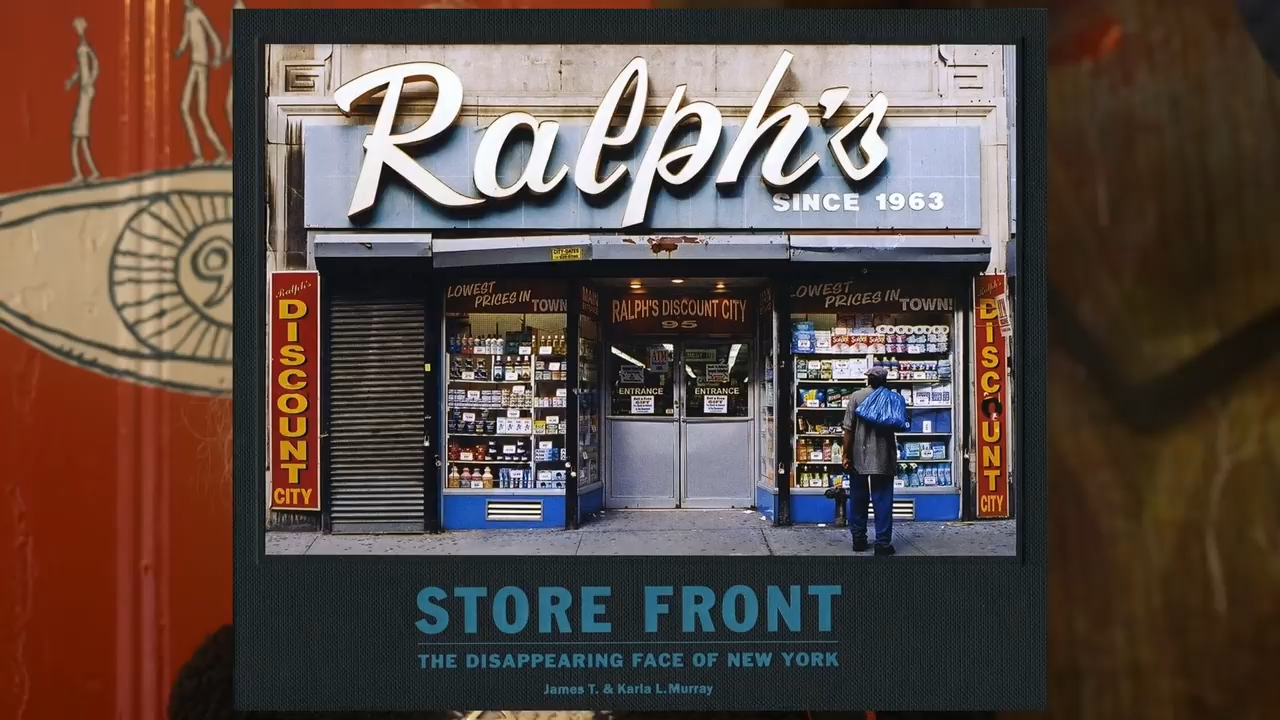 Ralph's
SINCE 1963
Ralph's
DISCOUNT
CITY
LOWEST
PRICES IN
TOWN
RALPH'S DISCOUNT CITY
95
ENTRANCE
ENTRANCE
LOWEST
PRICES IN
TOWN!
DISCOUNT
CITY
STORE FRONT
THE DISAPPEARING FACE OF NEW YORK
James T. & Karla L. Murray